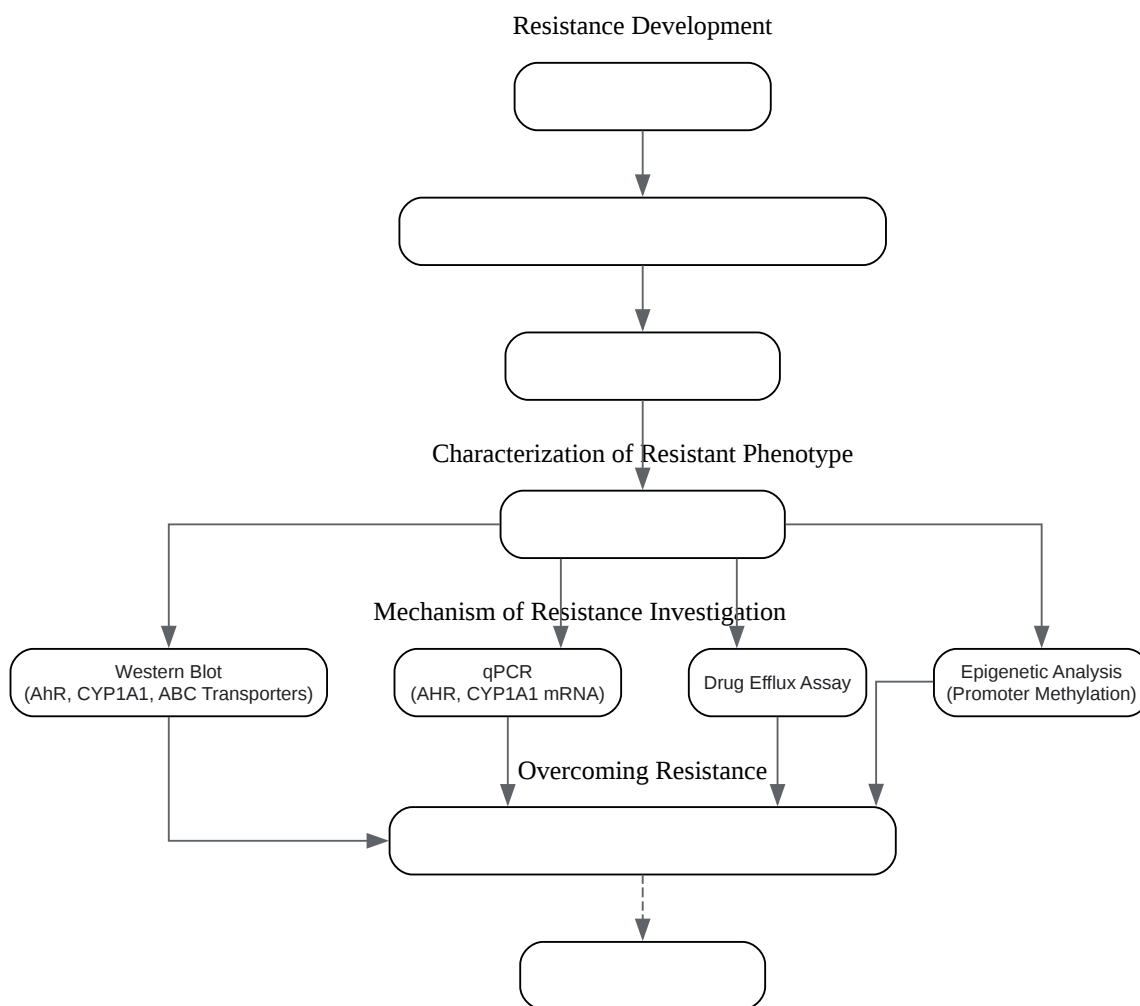 Resistance Development
Characterization of Resistant Phenotype
Mechanism of Resistance Investigation
Western Blot
(AhR, CYP1A1, ABC Transporters)
qPCR
(AHR, CYP1A1 mRNA)
Drug Efflux Assay
Epigenetic Analysis
(Promoter Methylation)
Overcoming Resistance